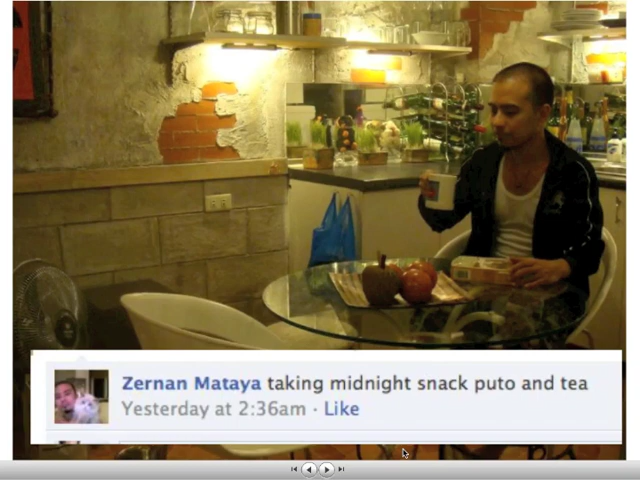 Zernan Mataya taking midnight snack puto and tea
Yesterday at 2:36am · Like